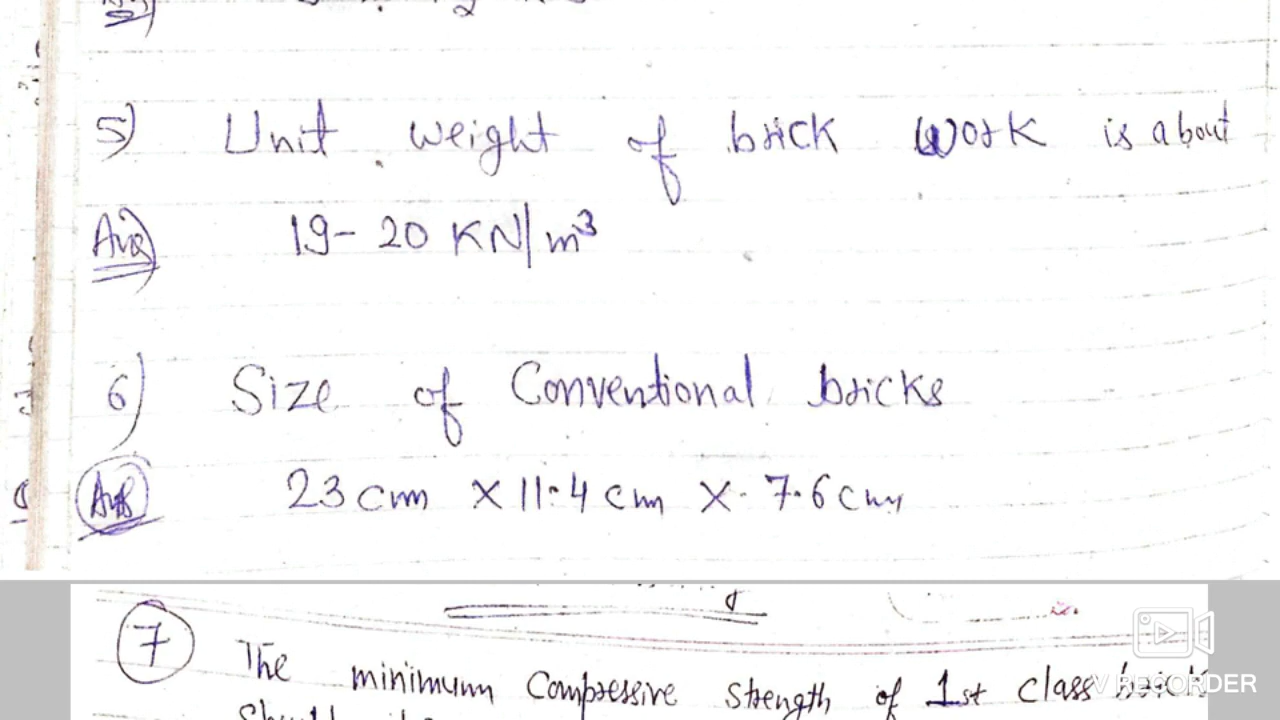 5) Unit weight of brick work is about
Ans) 19-20 KN/m³
6) Size of Conventional bricks
Ans 23 cm X 11.4 cm X 7.6 cm
7 The minimum Compressive strength of 1st class brick
V RECORDER